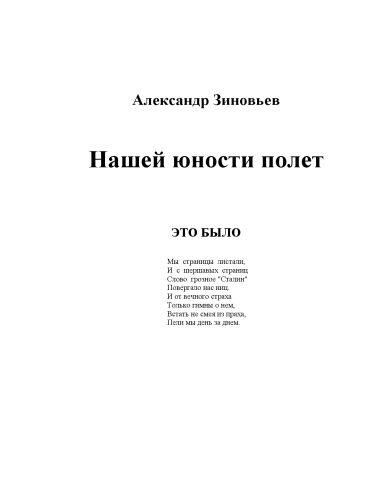 Александр Зиновьев
Нашей юности полет
ЭТО БЫЛО
Мы страницы листали,
И с шершавых страниц
Слово грозное "Сталин"
Повергало нас ниц.
И от вечного страха
Только гимны о нем,
Встать не смея из праха,
Пели мы день за днем.